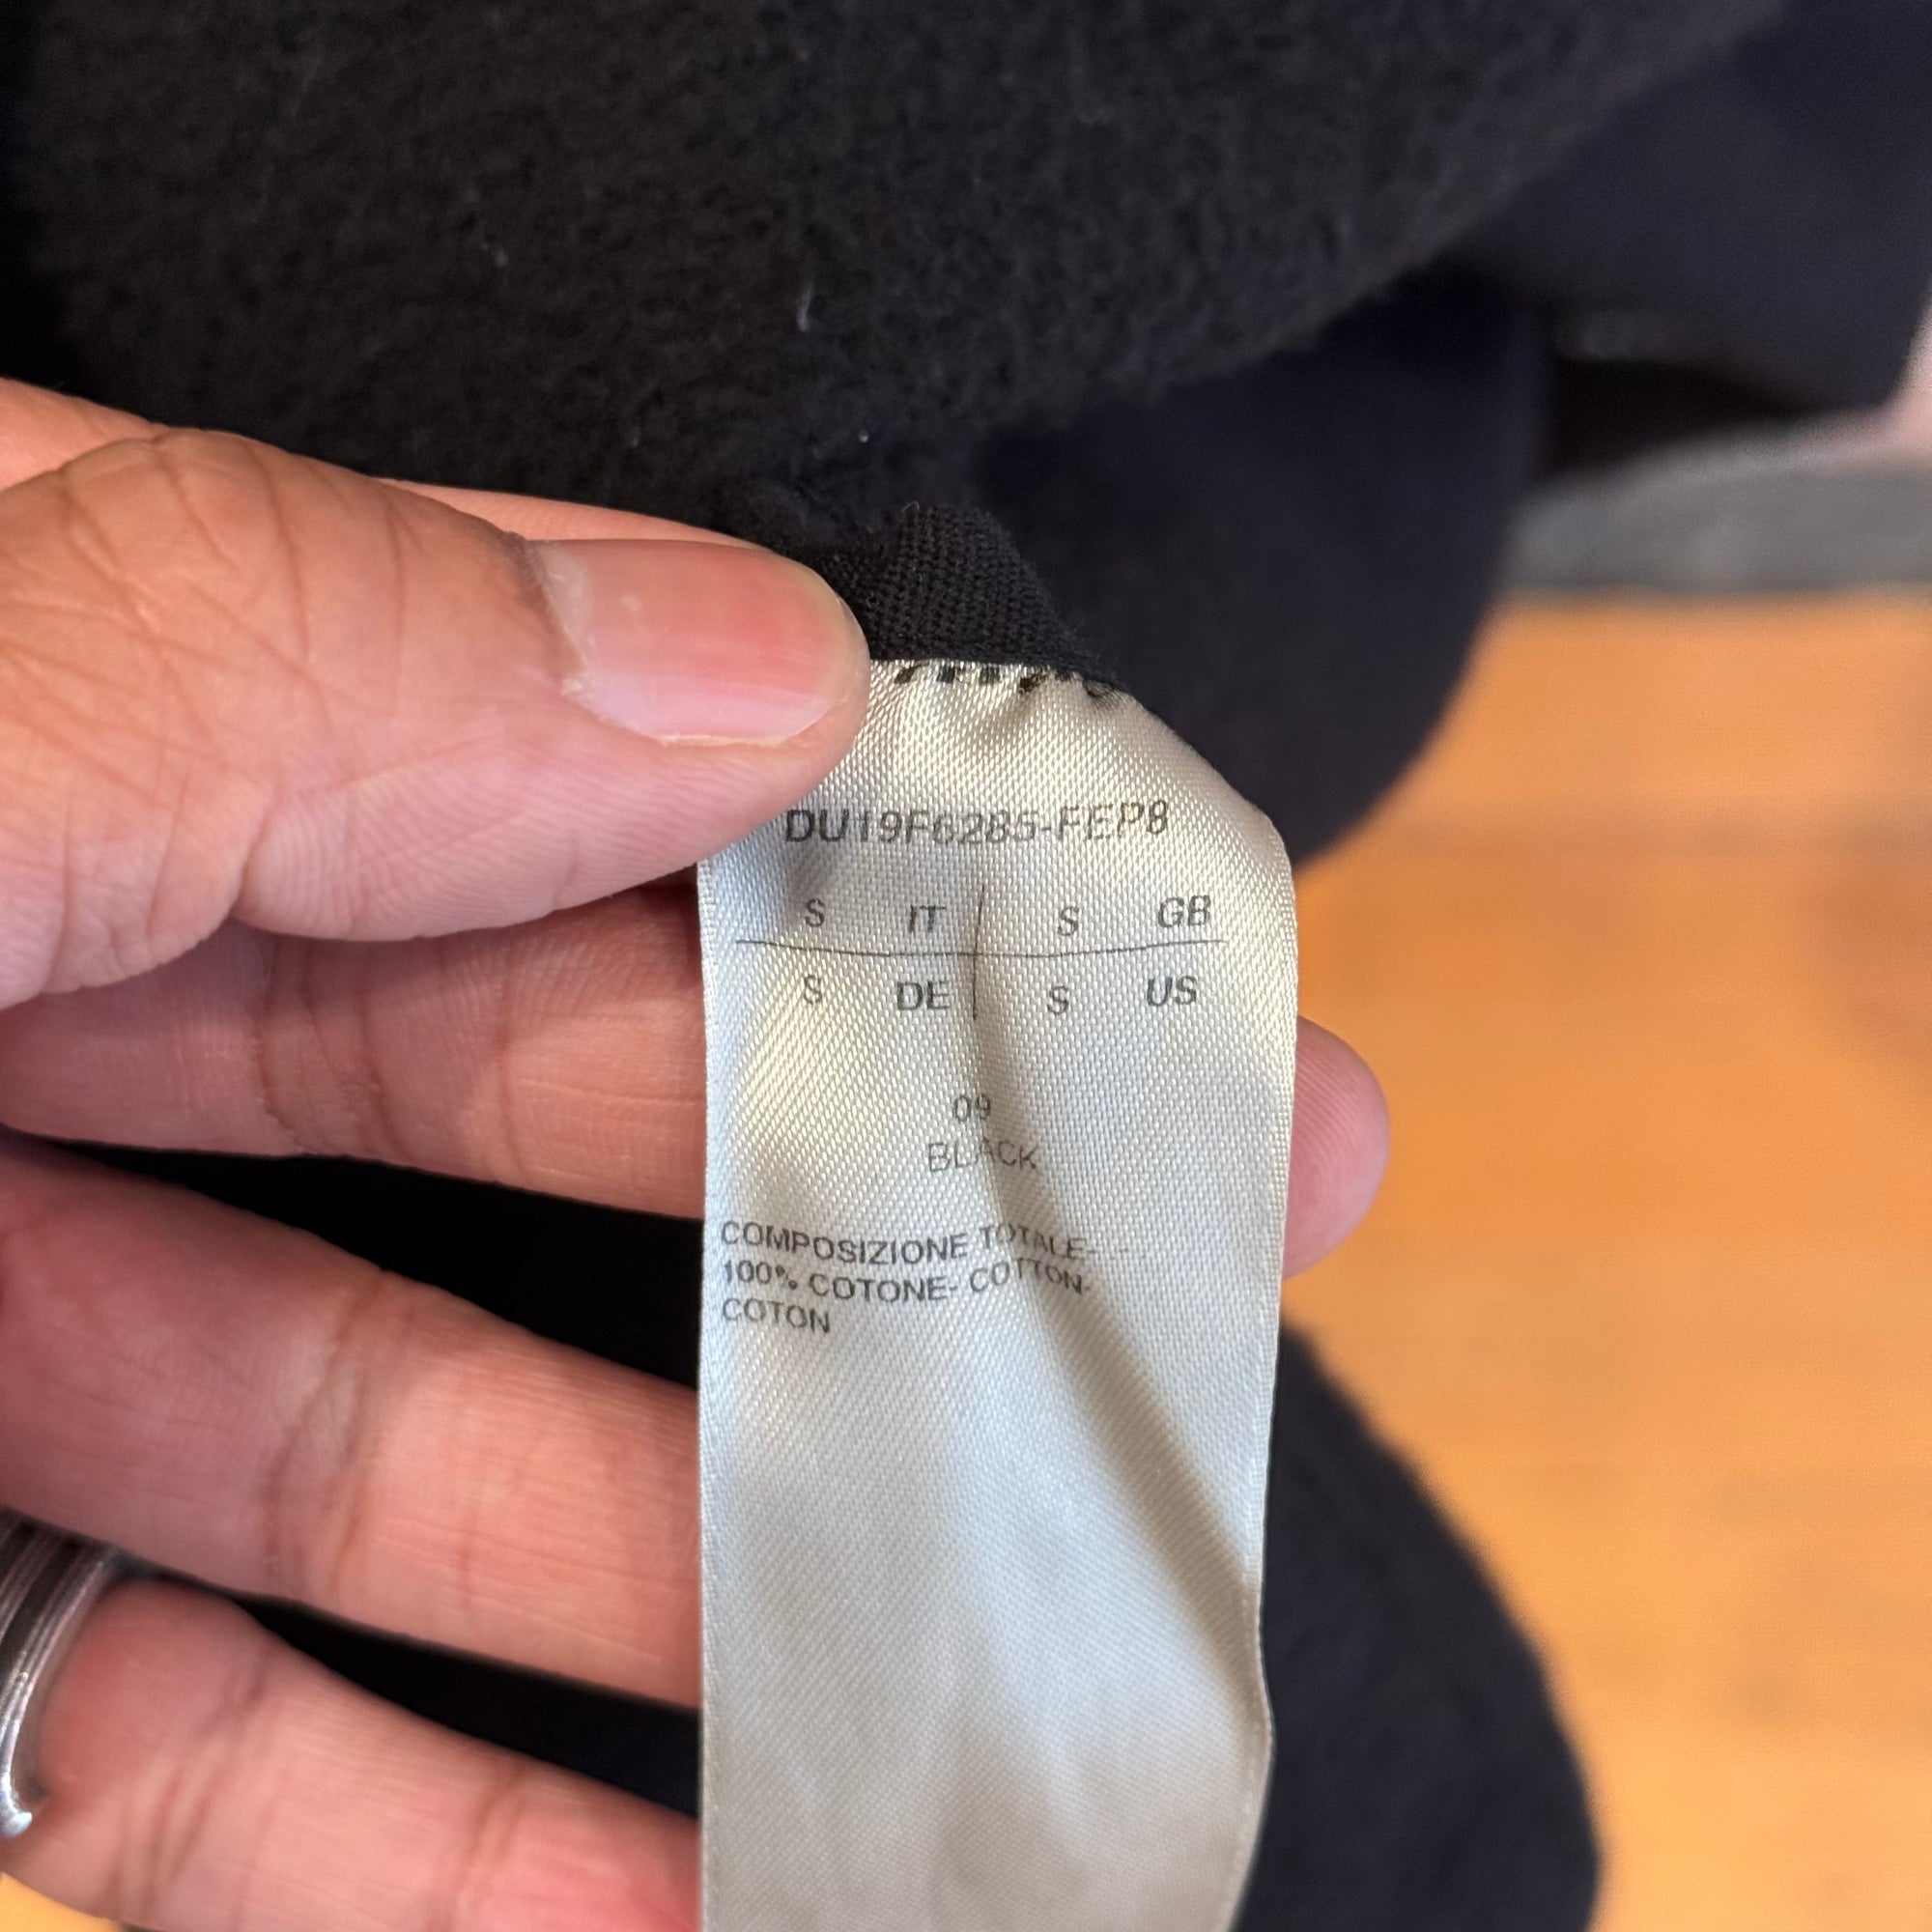 DU19F6285-FEP8
S IT S GB
S DE S US
09
BLACK
COMPOSIZIONE TOTALE-
100% COTONE- COTTON-
COTON